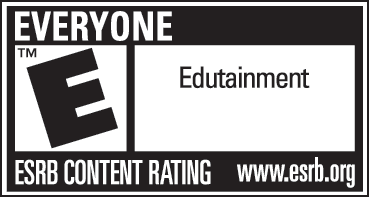 EVERYONE
TM
E
Edutainment
ESRB CONTENT RATING www.esrb.org